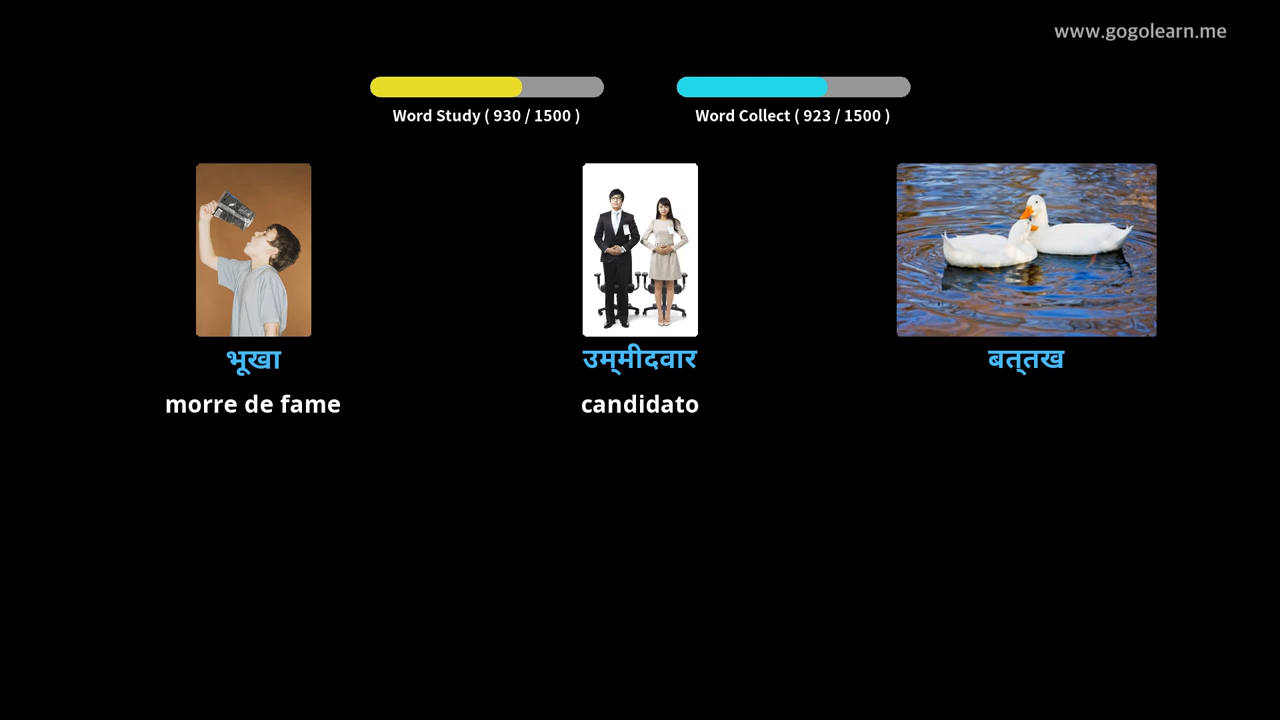 www.gogolearn.me
Word Study ( 930 / 1500 )
Word Collect ( 923 / 1500 )
भूखा
उम्मीदवार
बत्तख
morre de fame
candidato